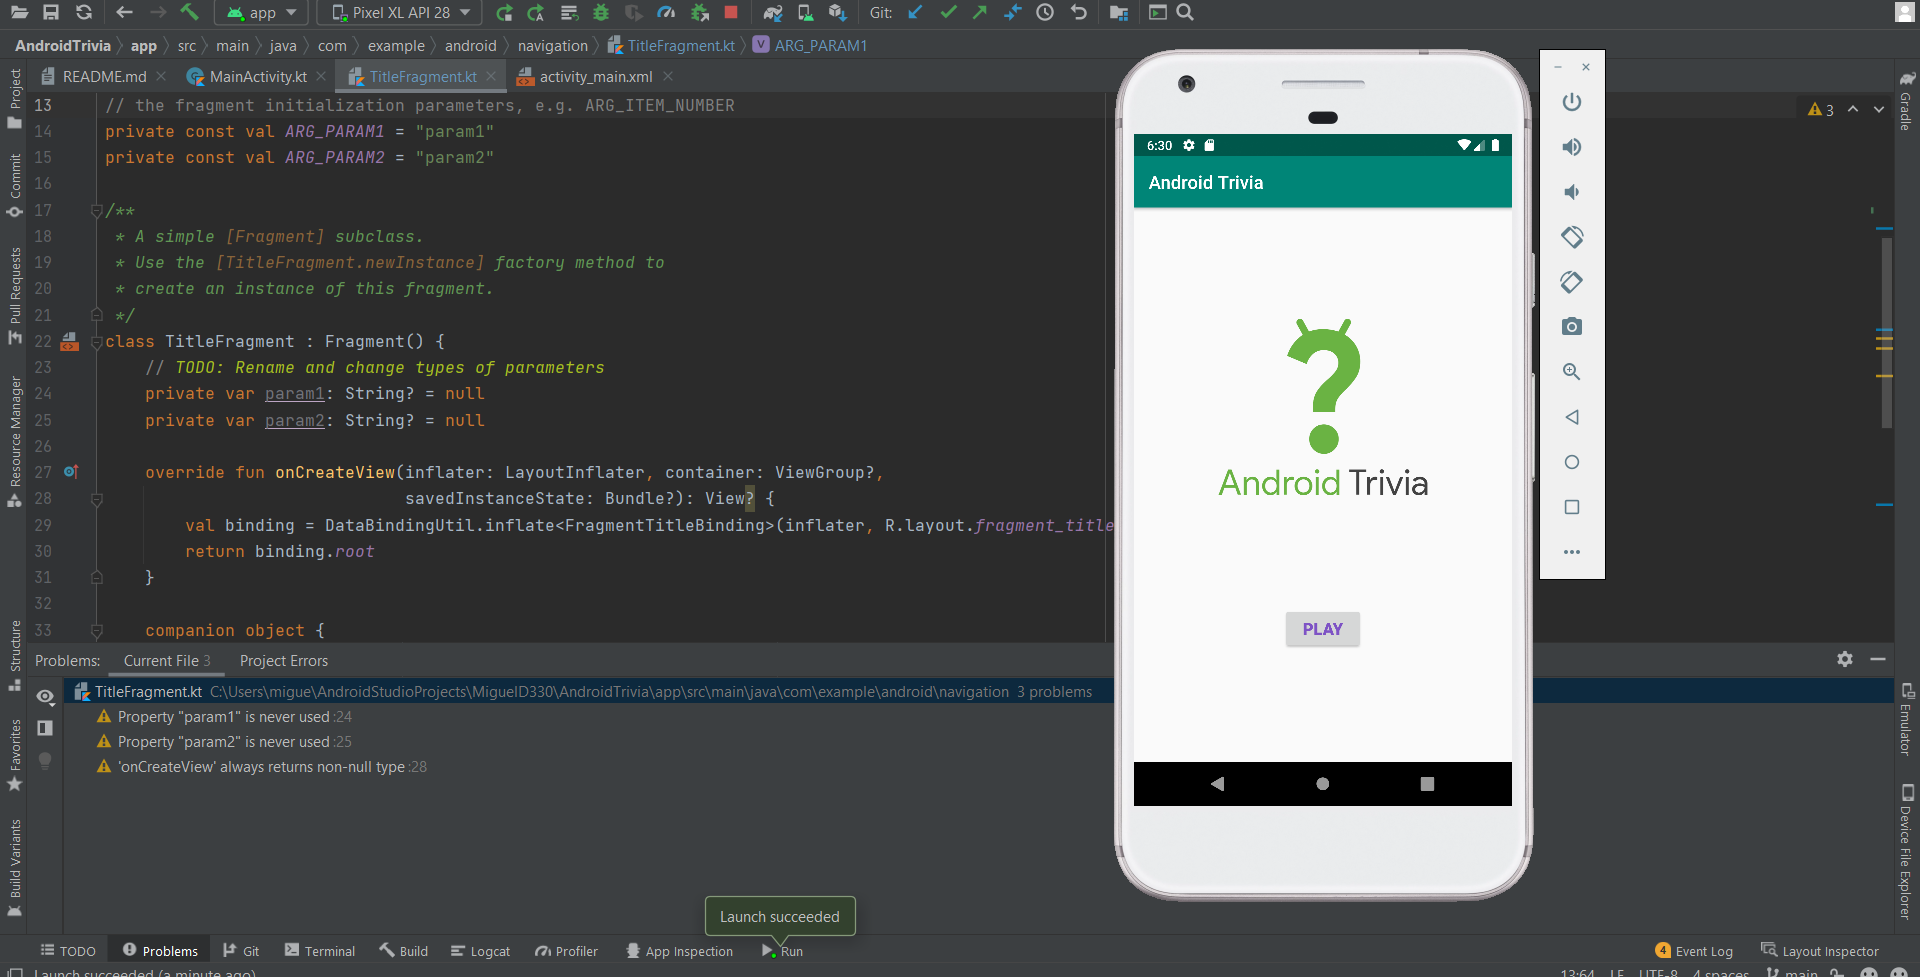 app
Pixel XL API 28
Git:
AndroidTrivia app src main java com example android navigation TitleFragment.kt V ARG_PARAM1
README.md
MainActivity.kt
TitleFragment.kt
activity_main.xml
13 // the fragment initialization parameters, e.g. ARG_ITEM_NUMBER
14 private const val ARG_PARAM1 = "param1"
15 private const val ARG_PARAM2 = "param2"
16
17 /**
18 * A simple [Fragment] subclass.
19 * Use the [TitleFragment.newInstance] factory method to
20 * create an instance of this fragment.
21 */
22 class TitleFragment : Fragment() {
23 // TODO: Rename and change types of parameters
24 private var param1: String? = null
25 private var param2: String? = null
26
27 override fun onCreateView(inflater: LayoutInflater, container: ViewGroup?,
28 savedInstanceState: Bundle?): View? {
29 val binding = DataBindingUtil.inflate<FragmentTitleBinding>(inflater, R.layout.fragment_title
30 return binding.root
31 }
32
33 companion object {
3
Project
Commit
Pull Requests
Resource Manager
Structure
Favorites
Build Variants
Gradle
Emulator
Device File Explorer
6:30
Android Trivia
Android Trivia
PLAY
Problems: Current File 3 Project Errors
TitleFragment.kt C:\Users\migue\AndroidStudioProjects\MiguelD330\AndroidTrivia\app\src\main\java\com\example\android\navigation 3 problems
Property "param1" is never used :24
Property "param2" is never used :25
'onCreateView' always returns non-null type :28
Launch succeeded
TODO Problems Git Terminal Build Logcat Profiler App Inspection Run
4 Event Log Layout Inspector
Launch succeeded (a minute ago)
13:64 LF UTF-8 4 spaces main